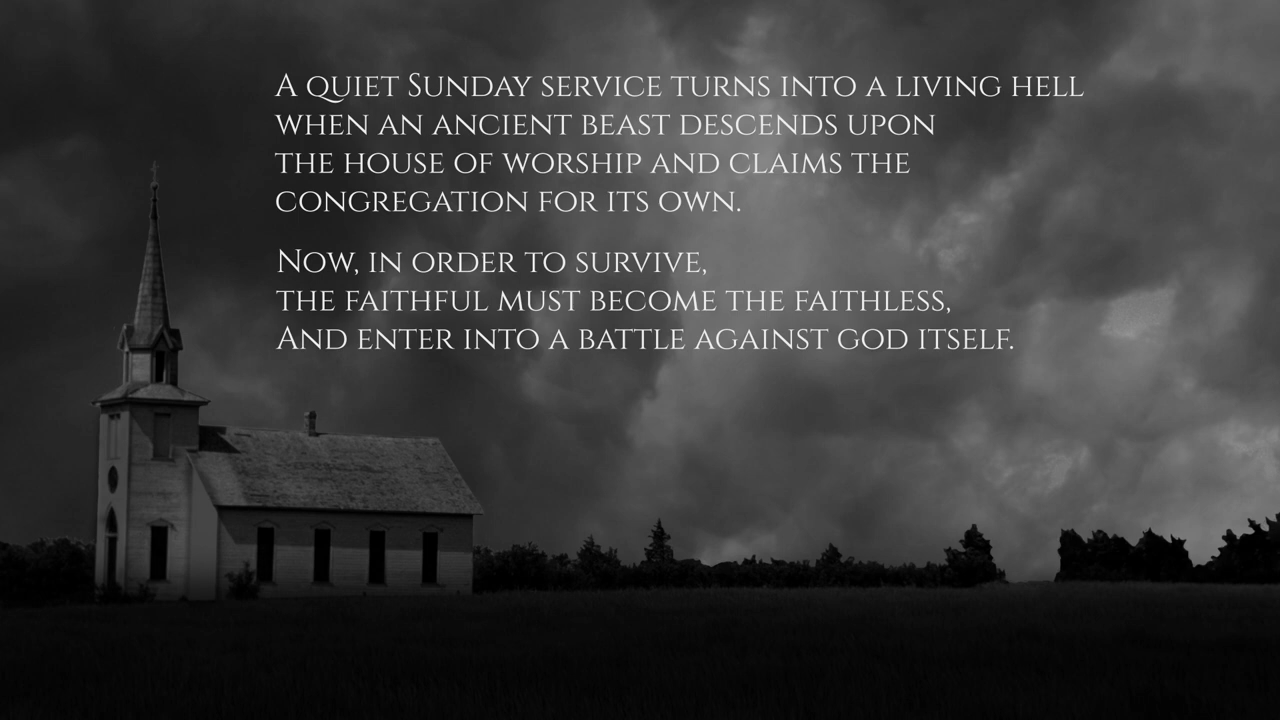 A quiet Sunday service turns into a living hell
when an ancient beast descends upon
the house of worship and claims the
congregation for its own.
Now, in order to survive,
the faithful must become the faithless,
And enter into a battle against god itself.